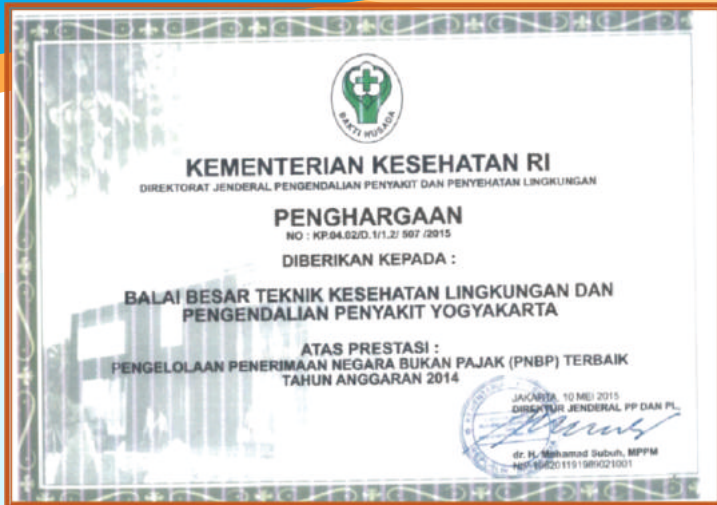 BAKTI HUSADA
KEMENTERIAN KESEHATAN RI
DIREKTORAT JENDERAL PENGENDALIAN PENYAKIT DAN PENYEHATAN LINGKUNGAN
PENGHARGAAN
NO : KP.04.02/D.1/1.2/ 507 /2015
DIBERIKAN KEPADA :
BALAI BESAR TEKNIK KESEHATAN LINGKUNGAN DAN
PENGENDALIAN PENYAKIT YOGYAKARTA
ATAS PRESTASI :
PENGELOLAAN PENERIMAAN NEGARA BUKAN PAJAK (PNBP) TERBAIK
TAHUN ANGGARAN 2014
JAKARTA, 10 MEI 2015
DIREKTUR JENDERAL PP DAN PL,
dr. H. Mohamad Subuh, MPPM
NIP